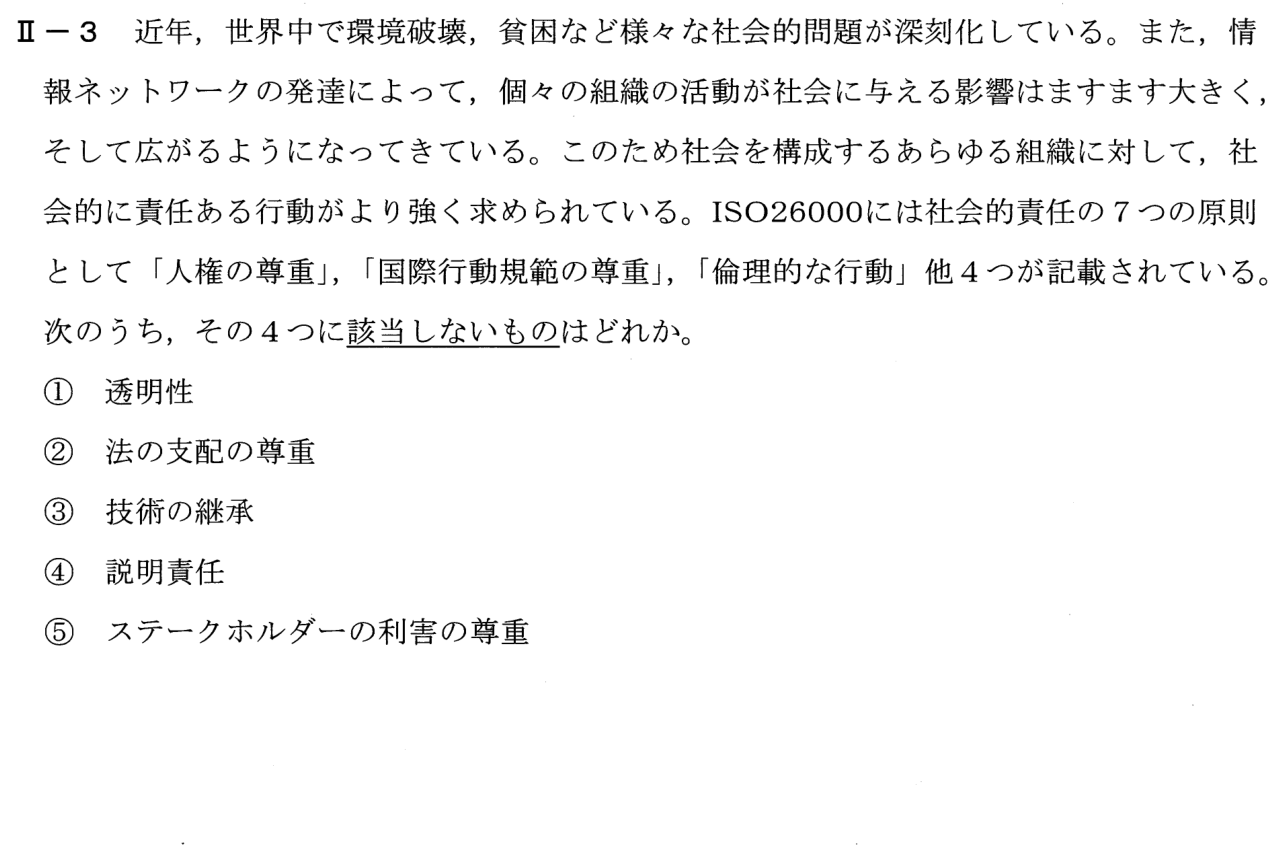 Ⅱ－3　近年，世界中で環境破壊，貧困など様々な社会的問題が深刻化している。また，情
報ネットワークの発達によって，個々の組織の活動が社会に与える影響はますます大きく，
そして広がるようになってきている。このため社会を構成するあらゆる組織に対して，社
会的に責任ある行動がより強く求められている。ISO26000には社会的責任の７つの原則
として「人権の尊重」，「国際行動規範の尊重」，「倫理的な行動」他４つが記載されている。
次のうち，その４つに該当しないものはどれか。
①　透明性
②　法の支配の尊重
③　技術の継承
④　説明責任
⑤　ステークホルダーの利害の尊重